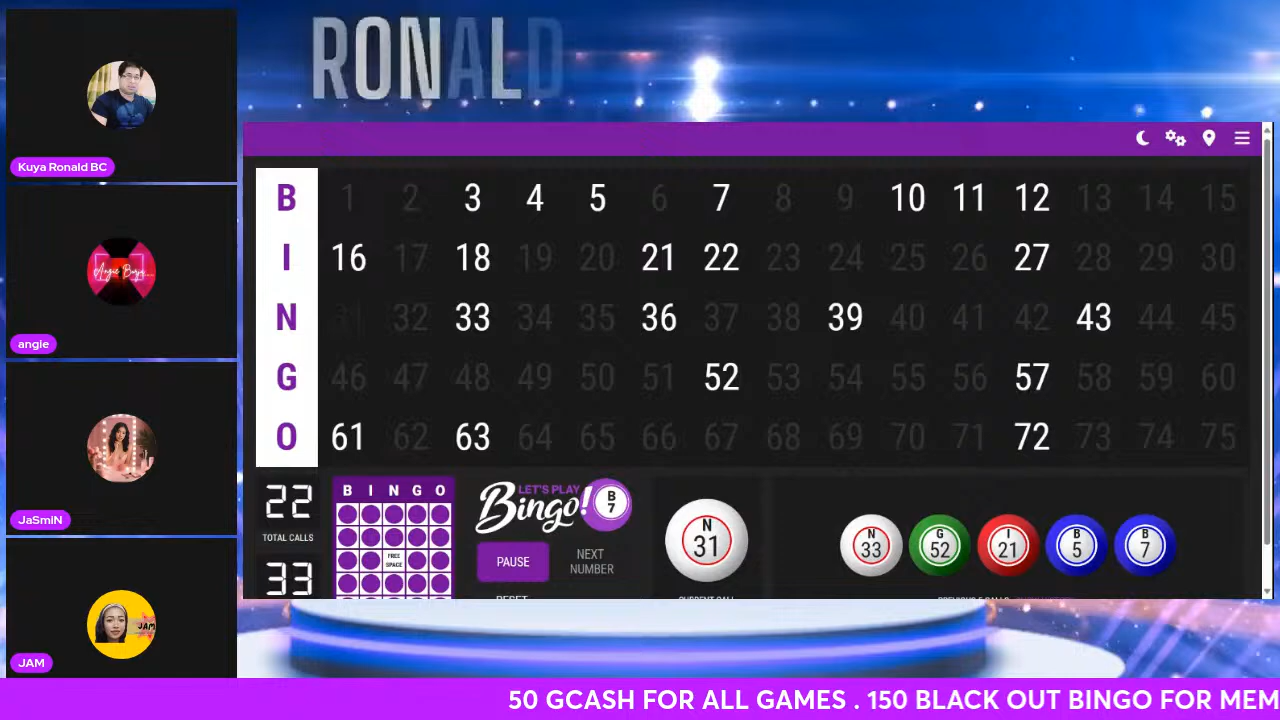 RONALD
Kuya Ronald BC
angie
JaSmIN
JAM
B 1 2 3 4 5 6 7 8 9 10 11 12 13 14 15
I 16 17 18 19 20 21 22 23 24 25 26 27 28 29 30
N 31 32 33 34 35 36 37 38 39 40 41 42 43 44 45
G 46 47 48 49 50 51 52 53 54 55 56 57 58 59 60
O 61 62 63 64 65 66 67 68 69 70 71 72 73 74 75
22
TOTAL CALLS
33
B I N G O
FREE
SPACE
LET'S PLAY
Bingo!
B
7
PAUSE
NEXT
NUMBER
N
31
N
33
G
52
I
21
B
5
B
7
JAM
50 GCASH FOR ALL GAMES . 150 BLACK OUT BINGO FOR MEM